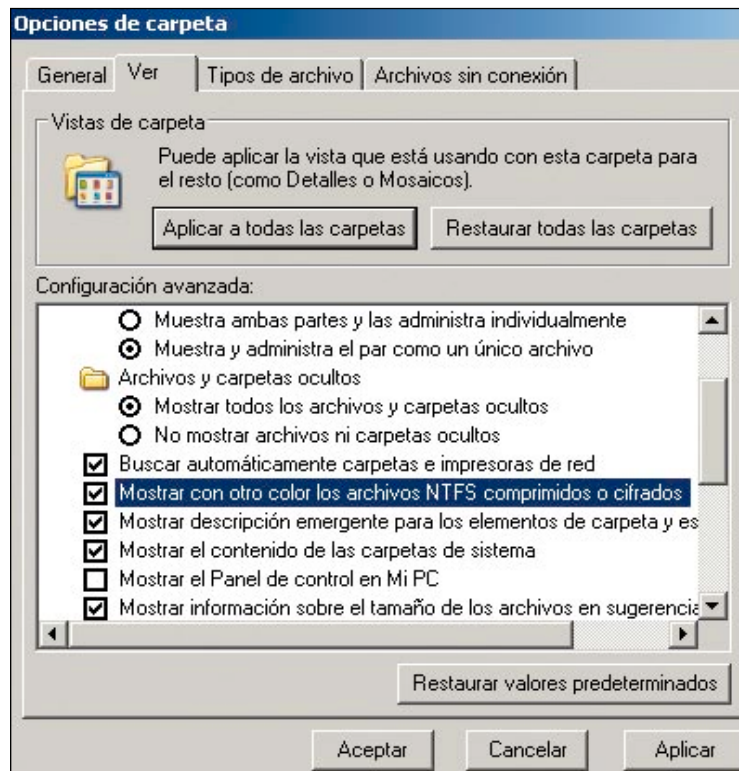 Opciones de carpeta
General Ver Tipos de archivo Archivos sin conexión
Vistas de carpeta
Puede aplicar la vista que está usando con esta carpeta para
el resto (como Detalles o Mosaicos).
Aplicar a todas las carpetas Restaurar todas las carpetas
Configuración avanzada:
Muestra ambas partes y las administra individualmente
Muestra y administra el par como un único archivo
Archivos y carpetas ocultos
Mostrar todos los archivos y carpetas ocultos
No mostrar archivos ni carpetas ocultos
Buscar automáticamente carpetas e impresoras de red
Mostrar con otro color los archivos NTFS comprimidos o cifrados
Mostrar descripción emergente para los elementos de carpeta y es
Mostrar el contenido de las carpetas de sistema
Mostrar el Panel de control en Mi PC
Mostrar información sobre el tamaño de los archivos en sugerencia
Restaurar valores predeterminados
Aceptar Cancelar Aplicar